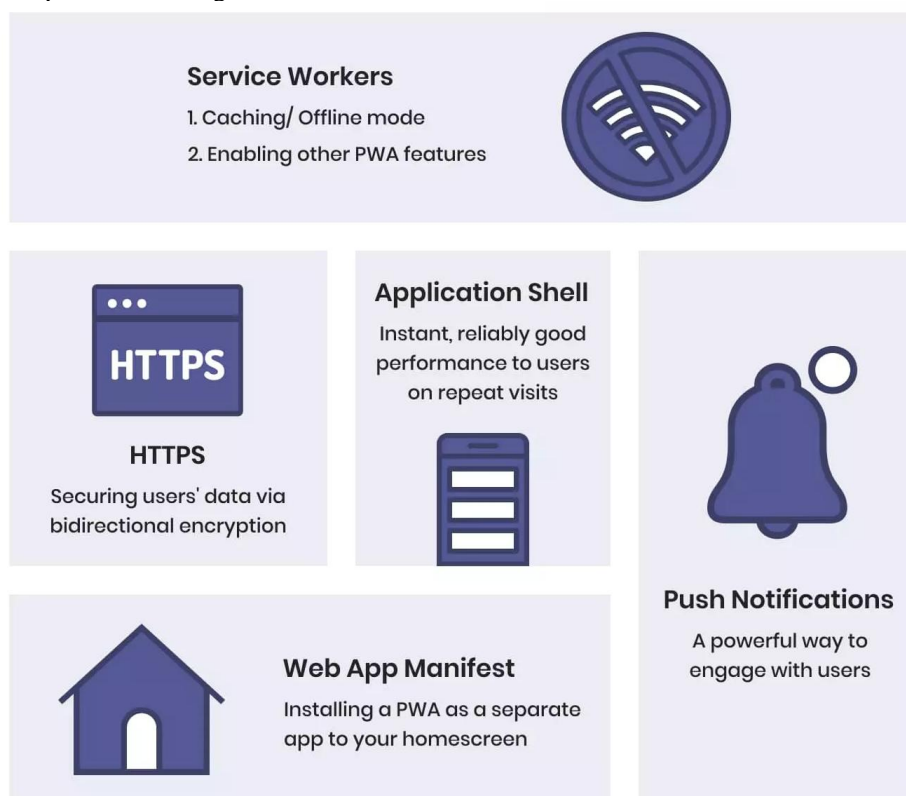 Service Workers
1. Caching/ Offline mode
2. Enabling other PWA features
HTTPS
HTTPS
Securing users' data via
bidirectional encryption
Application Shell
Instant, reliably good
performance to users
on repeat visits
Push Notifications
A powerful way to
engage with users
Web App Manifest
Installing a PWA as a separate
app to your homescreen